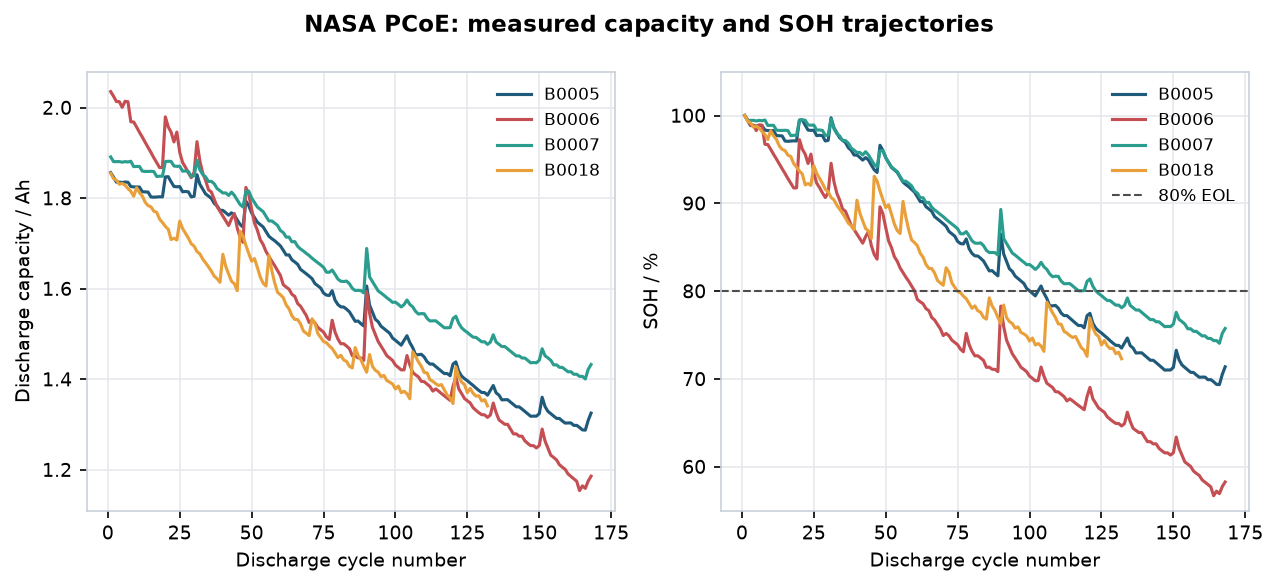 NASA PCoE: measured capacity and SOH trajectories
Discharge capacity / Ah
2.0
1.8
1.6
1.4
1.2
0 25 50 75 100 125 150 175
Discharge cycle number
B0005
B0006
B0007
B0018
SOH / %
100
90
80
70
60
0 25 50 75 100 125 150 175
Discharge cycle number
B0005
B0006
B0007
B0018
80% EOL